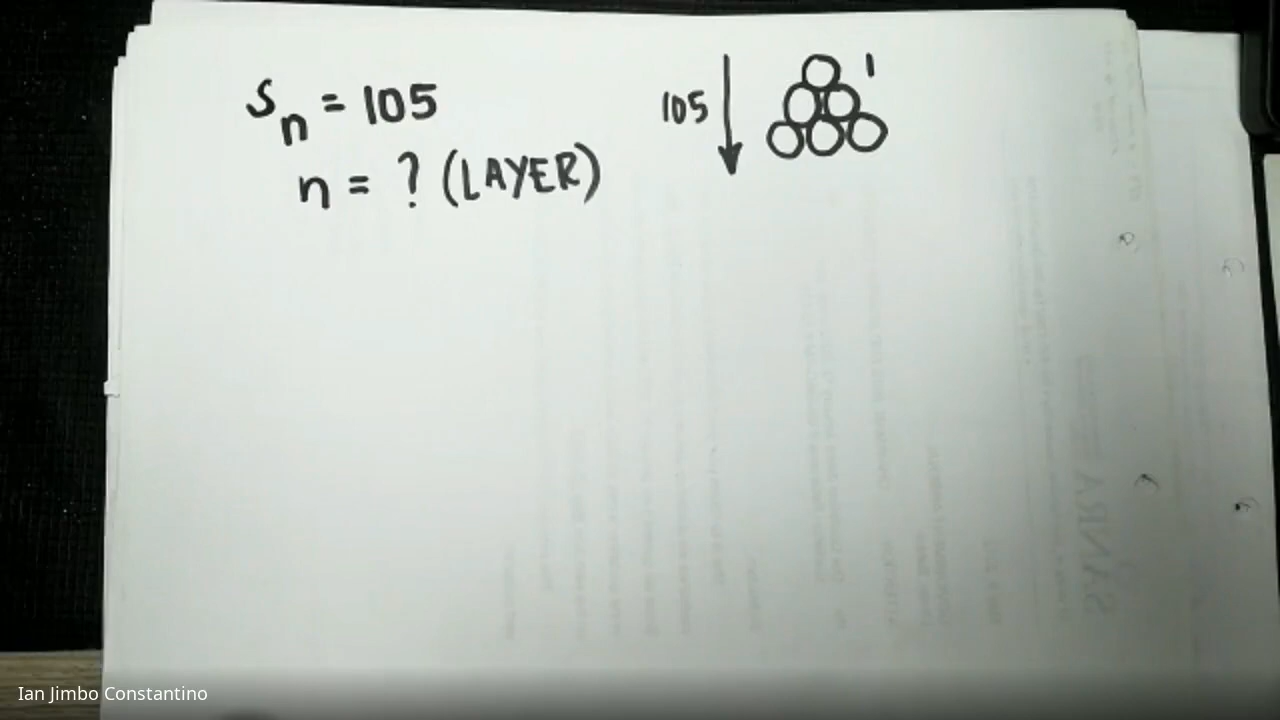 Sn = 105
n = ? (LAYER)
105
1
Ian Jimbo Constantino